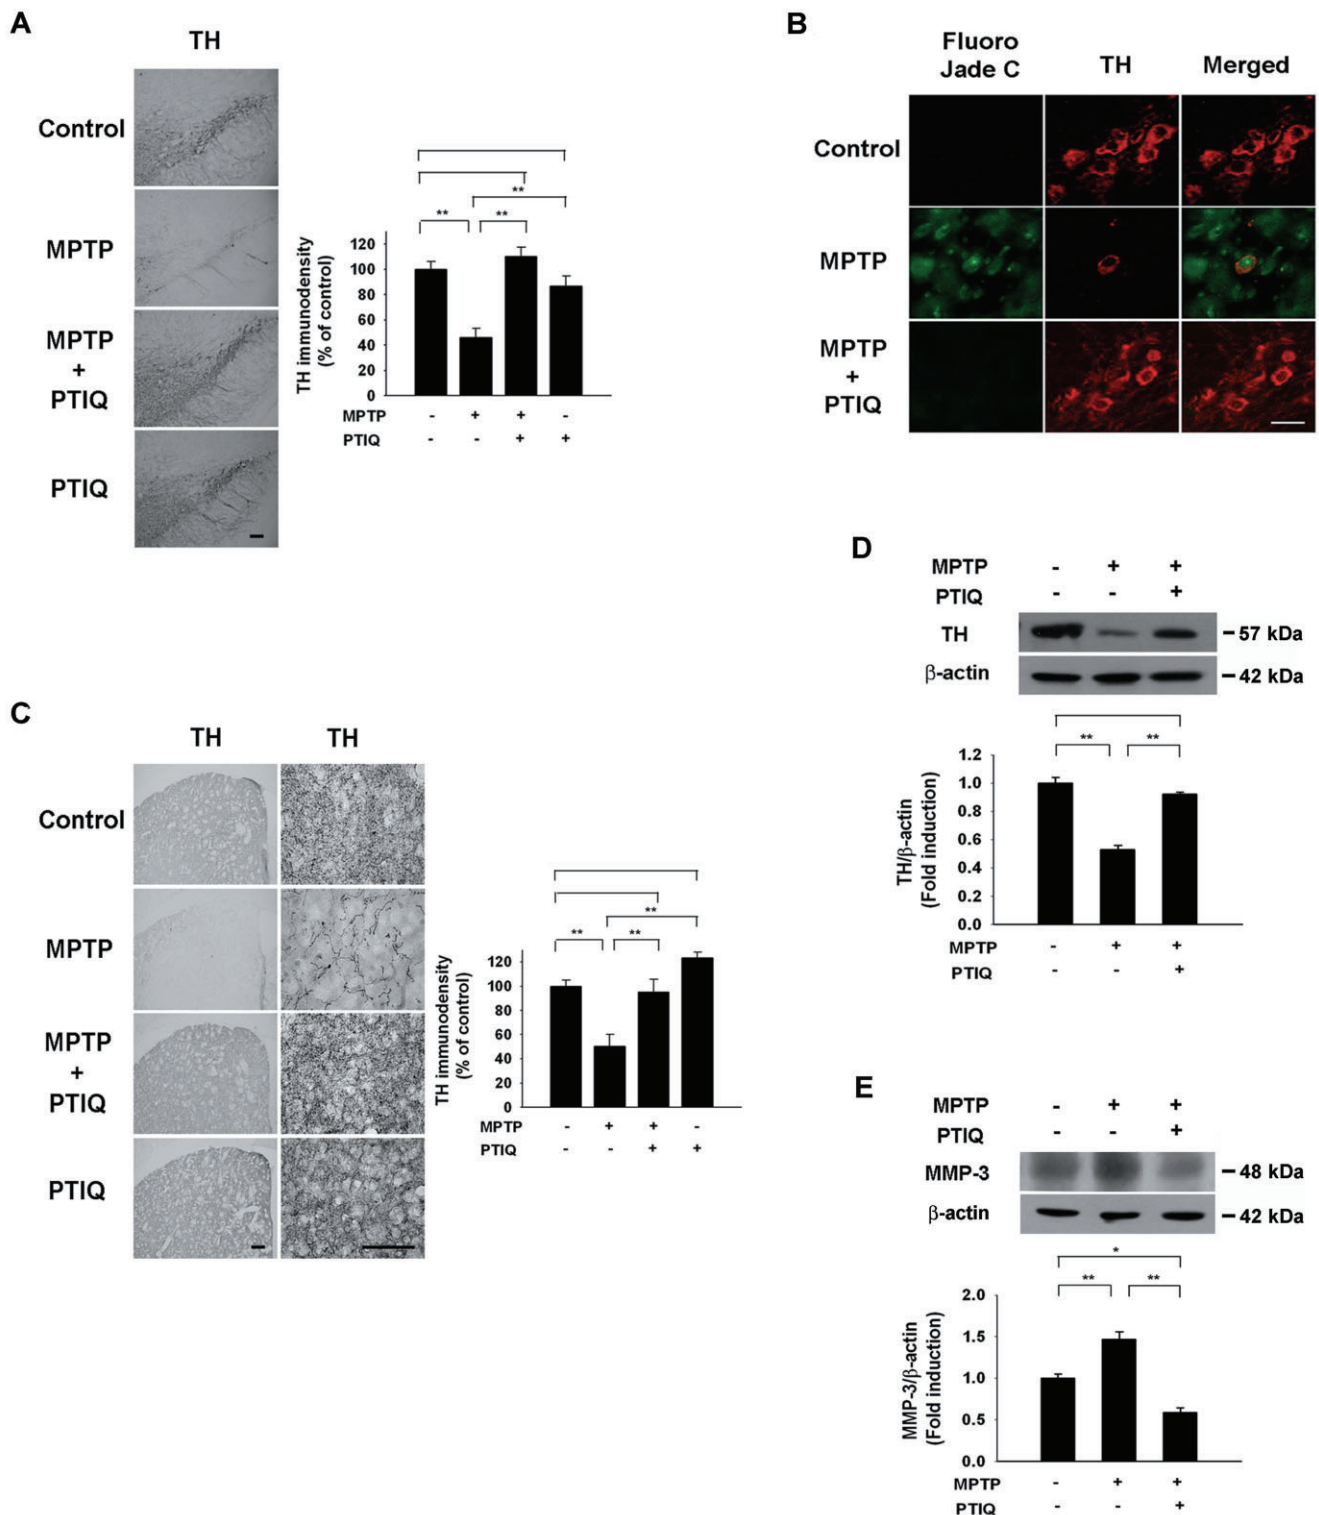 A
TH
Control
MPTP
MPTP
+
PTIQ
PTIQ
**
** **
TH immunodensity
(% of control)
120
100
80
60
40
20
0
MPTP - + + -
PTIQ - - + +
B
Fluoro
Jade C
TH
Merged
Control
MPTP
MPTP
+
PTIQ
C
TH TH
Control
MPTP
MPTP
+
PTIQ
PTIQ
**
** **
TH immunodensity
(% of control)
120
100
80
60
40
20
0
MPTP - + + -
PTIQ - - + +
D
MPTP - + +
PTIQ - - +
TH – 57 kDa
β-actin – 42 kDa
** **
TH/β-actin
(Fold induction)
1.2
1.0
0.8
0.6
0.4
0.2
0.0
MPTP - + +
PTIQ - - +
E
MPTP - + +
PTIQ - - +
MMP-3 – 48 kDa
β-actin – 42 kDa
*
** **
MMP-3/β-actin
(Fold induction)
2.0
1.5
1.0
0.5
0.0
MPTP - + +
PTIQ - - +